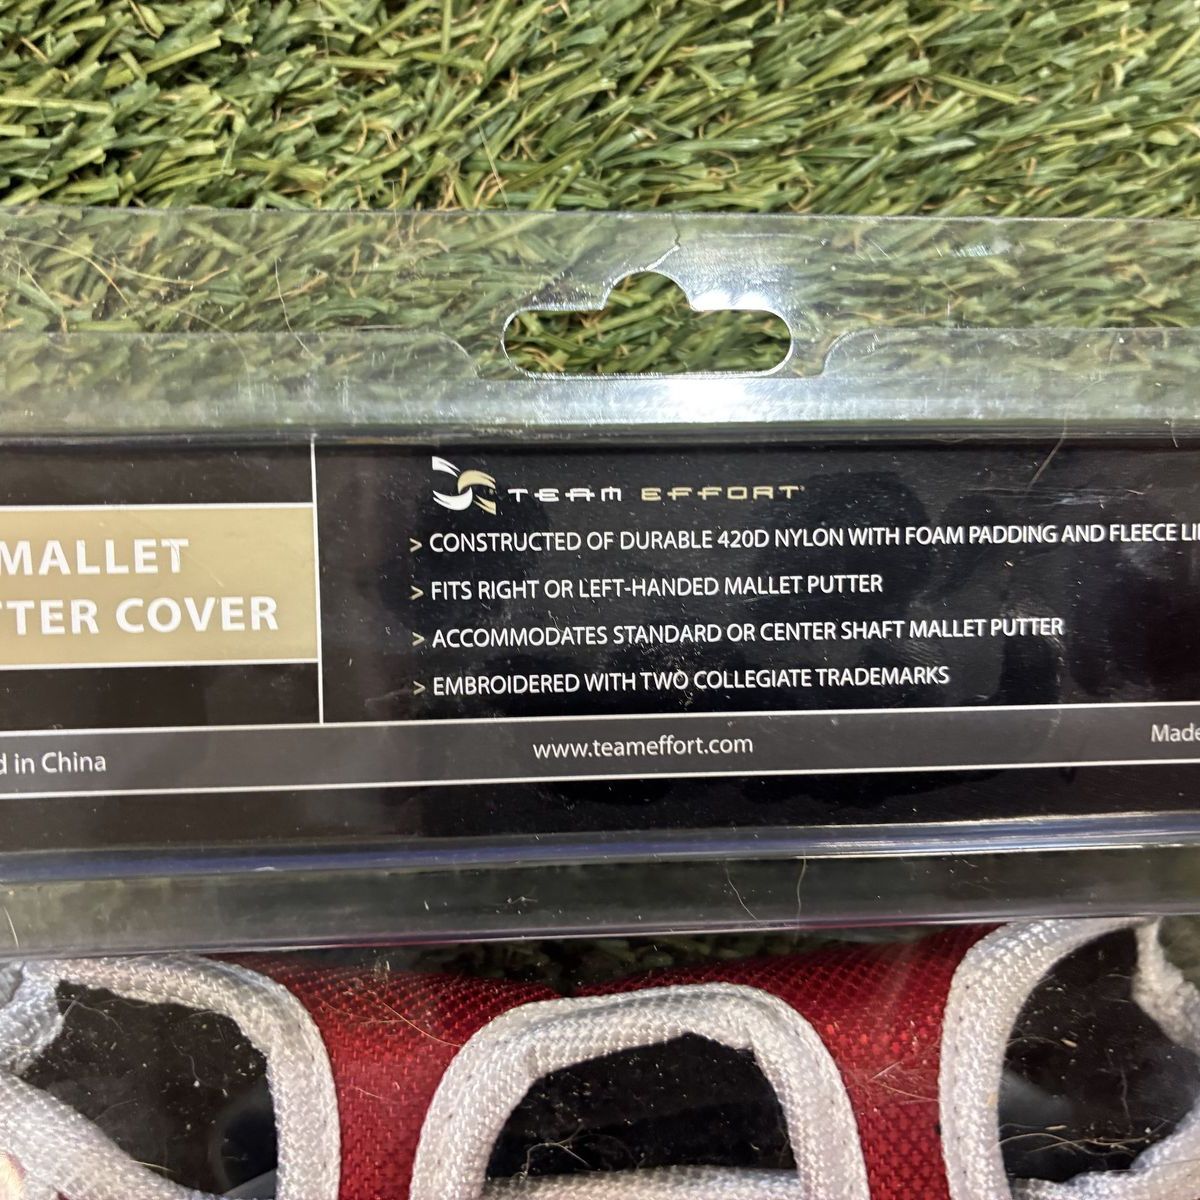 TEAM EFFORT
MALLET
COVER
> CONSTRUCTED OF DURABLE 420D NYLON WITH FOAM PADDING AND FLEECE
> FITS RIGHT OR LEFT-HANDED MALLET PUTTER
> ACCOMMODATES STANDARD OR CENTER SHAFT MALLET PUTTER
> EMBROIDERED WITH TWO COLLEGIATE TRADEMARKS
in China
www.teameffort.com
Made